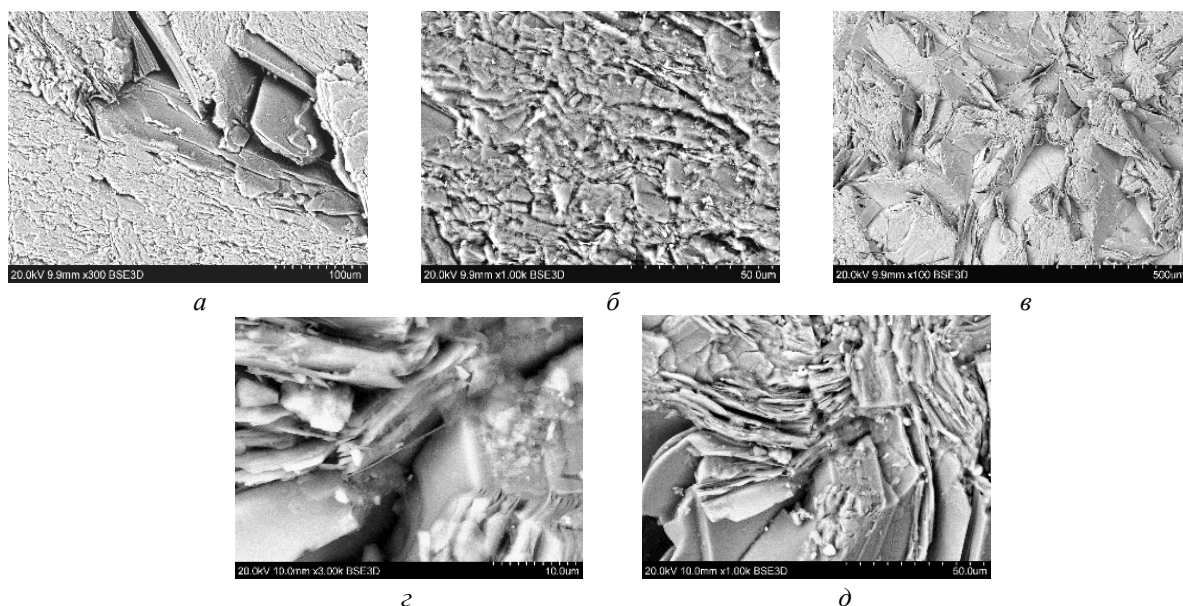 20.0kV 9.9mm x300 BSE3D 100um
20.0kV 9.9mm x1.00k BSE3D 50.0um
20.0kV 9.9mm x100 BSE3D 500um
а
б
в
20.0kV 10.0mm x3.00k BSE3D 10.0um
20.0kV 10.0mm x1.00k BSE3D 50.0um
г
д